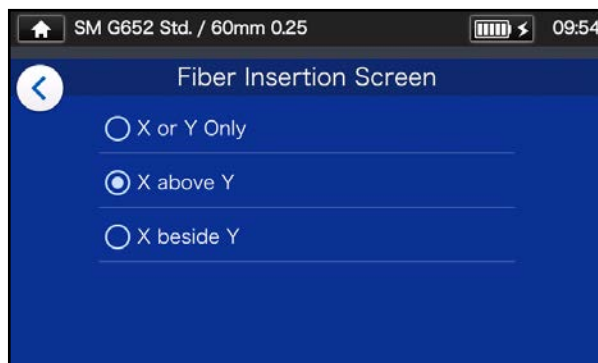 SM G652 Std. / 60mm 0.25 09:54
Fiber Insertion Screen
X or Y Only
X above Y
X beside Y